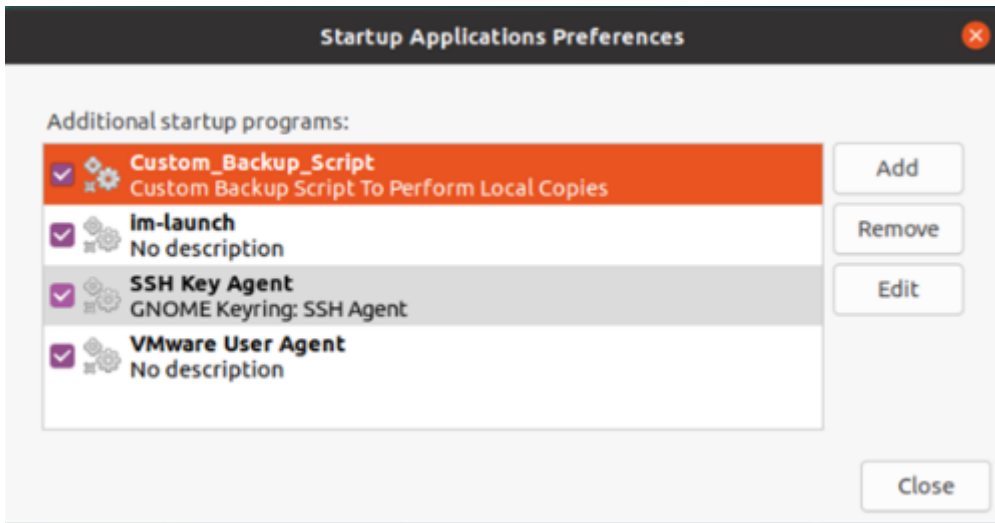 Startup Applications Preferences
Additional startup programs:
Custom_Backup_Script
Custom Backup Script To Perform Local Copies
im-launch
No description
SSH Key Agent
GNOME Keyring: SSH Agent
VMware User Agent
No description
Add
Remove
Edit
Close